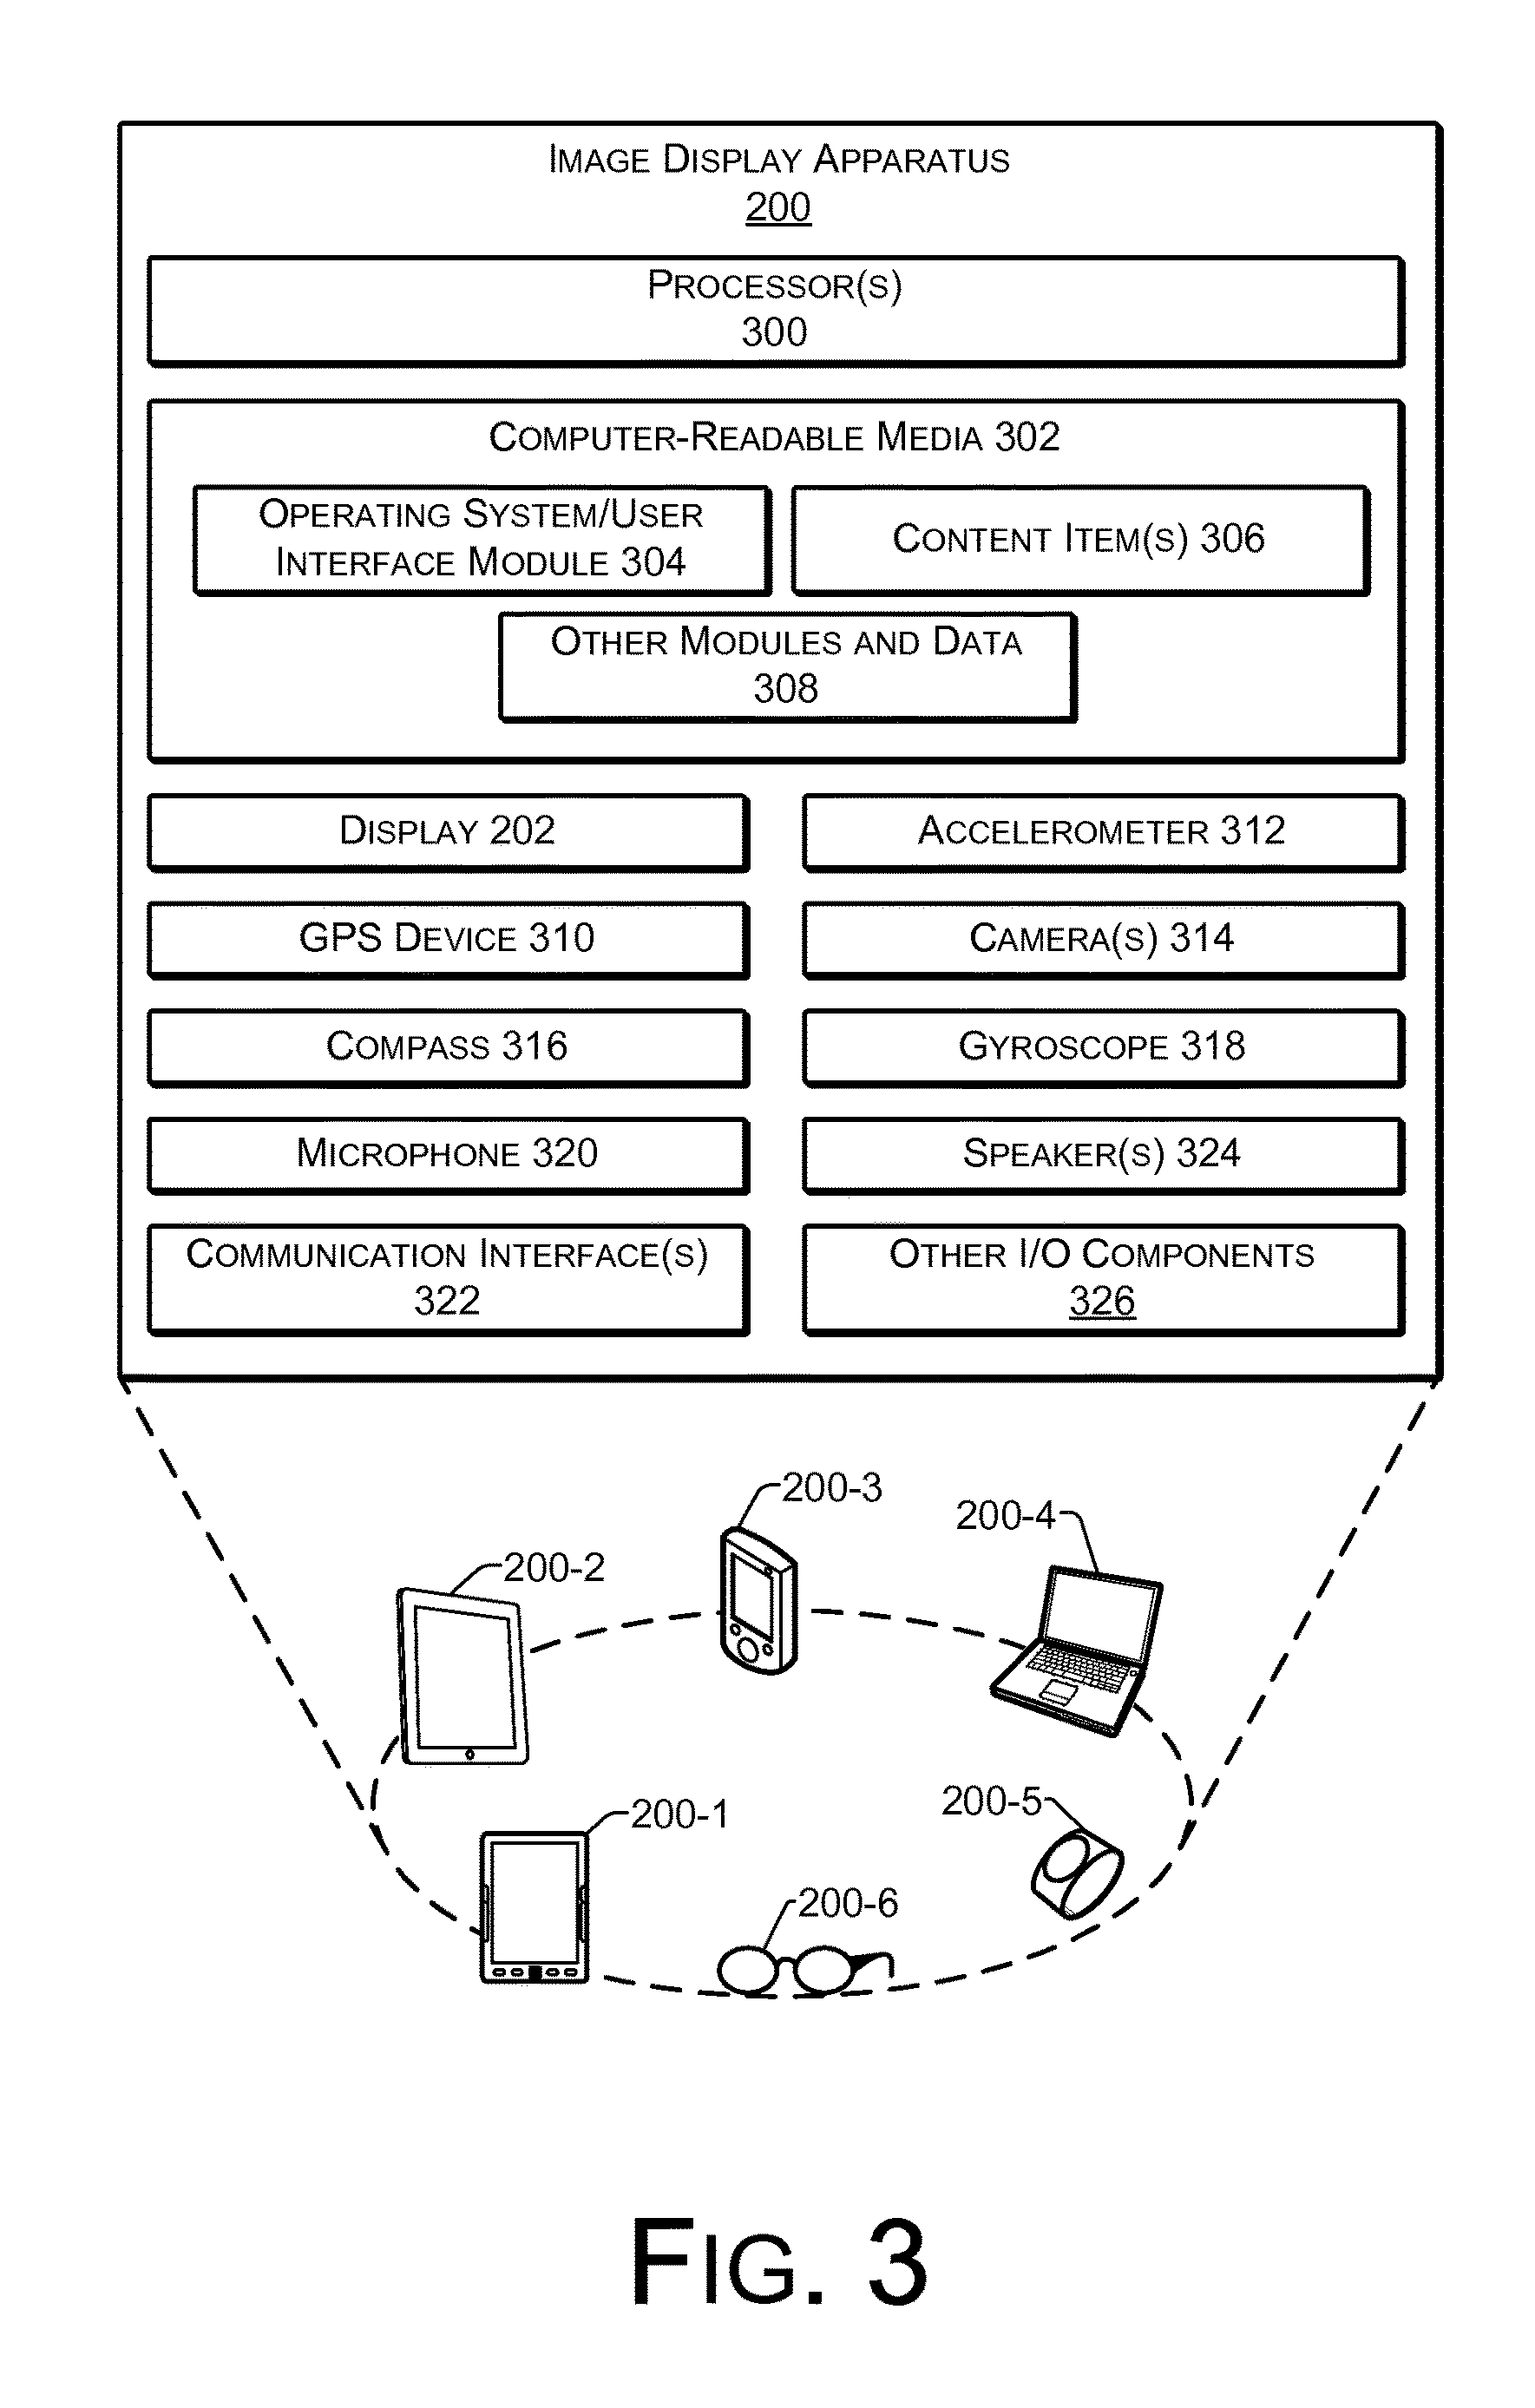 IMAGE DISPLAY APPARATUS
200
PROCESSOR(S)
300
COMPUTER-READABLE MEDIA 302
OPERATING SYSTEM/USER
INTERFACE MODULE 304
CONTENT ITEM(S) 306
OTHER MODULES AND DATA
308
DISPLAY 202
ACCELEROMETER 312
GPS DEVICE 310
CAMERA(S) 314
COMPASS 316
GYROSCOPE 318
MICROPHONE 320
SPEAKER(S) 324
COMMUNICATION INTERFACE(S)
322
OTHER I/O COMPONENTS
326
200-3
200-4
200-2
200-5
200-1
200-6
FIG. 3